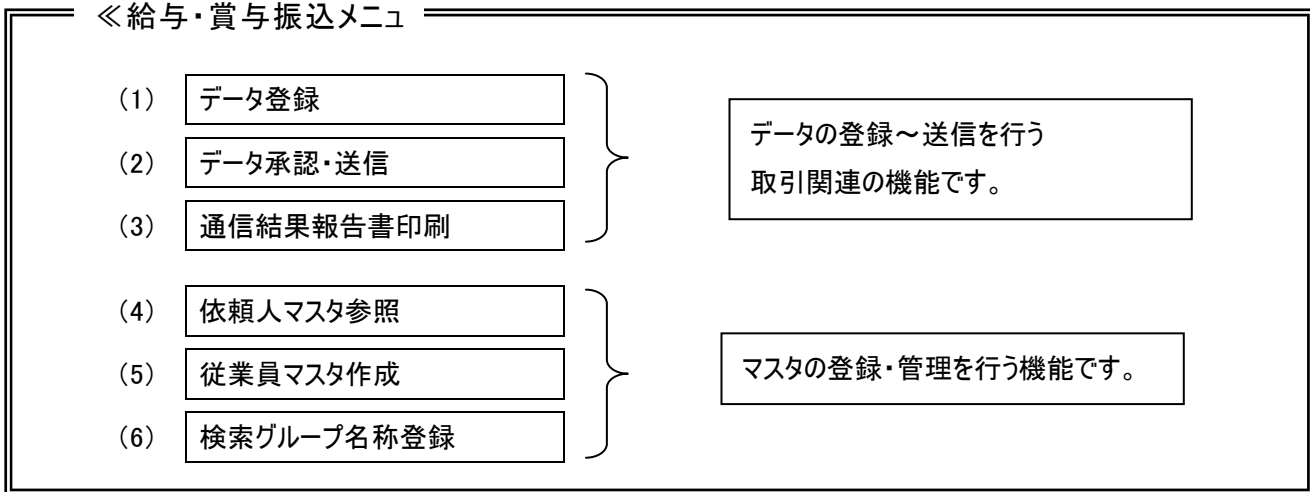 ≪給与・賞与振込メニュ
(1) データ登録
(2) データ承認・送信
(3) 通信結果報告書印刷
データの登録～送信を行う
取引関連の機能です。
(4) 依頼人マスタ参照
(5) 従業員マスタ作成
(6) 検索グループ名称登録
マスタの登録・管理を行う機能です。